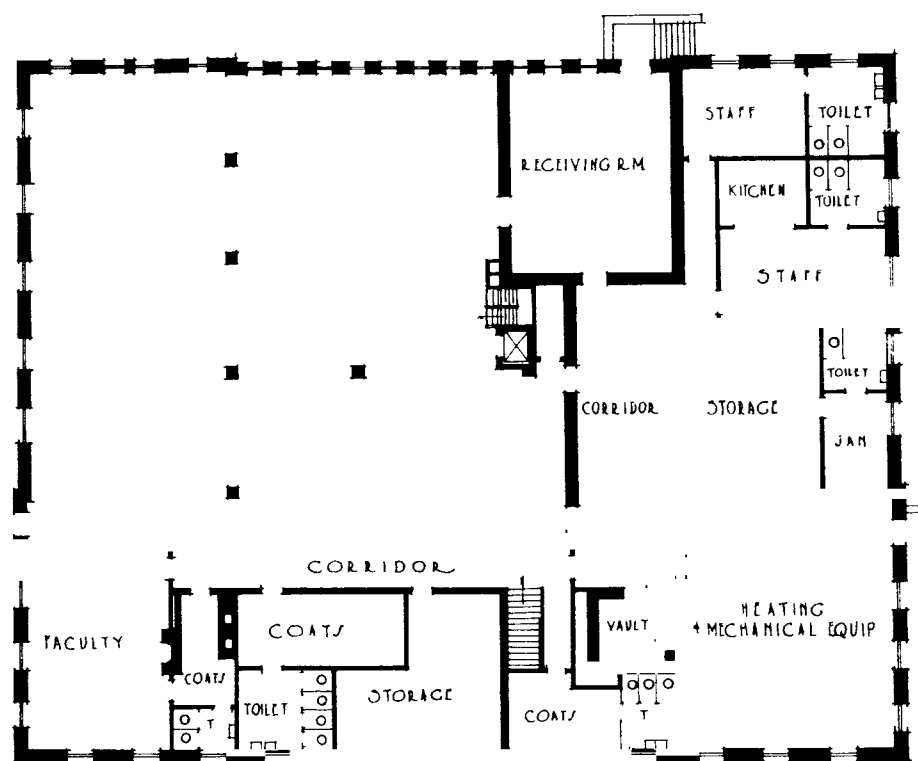 STAFF
TOILET
RECEIVING RM
KITCHEN
TOILET
STAFF
TOILET
CORRIDOR
STORAGE
JAN
CORRIDOR
FACULTY
COATS
VAULT
HEATING
& MECHANICAL EQUIP
COATS
STORAGE
TOILET
T
COATS
T